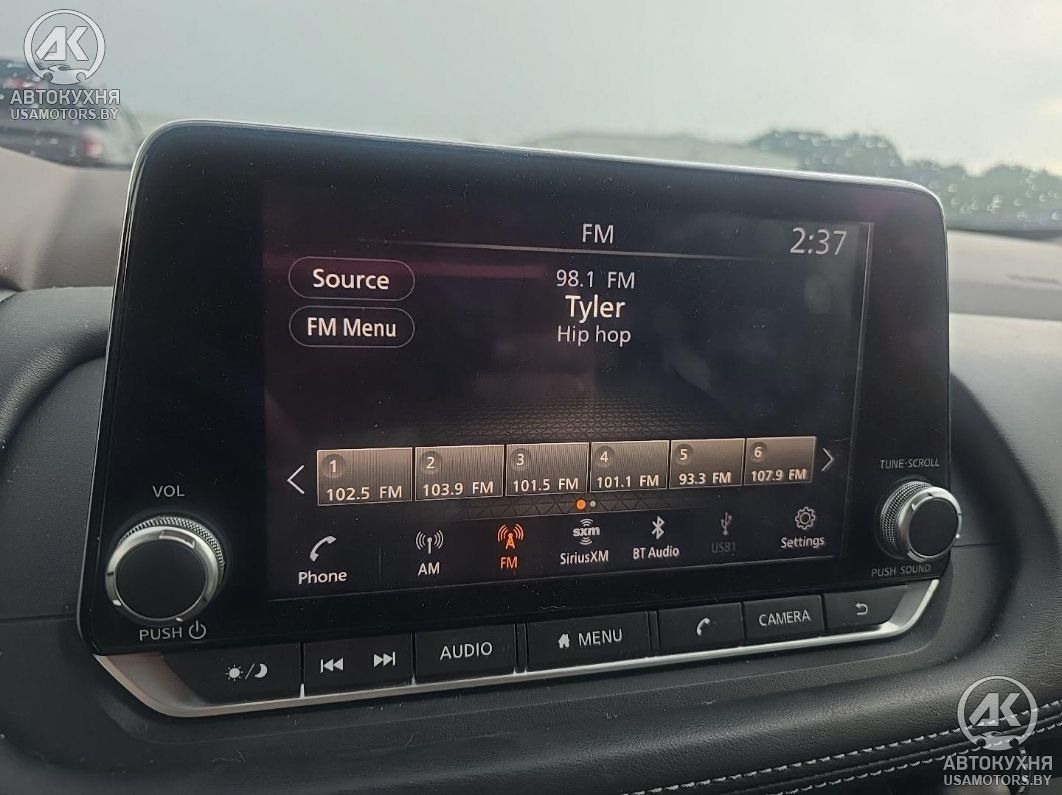 АК
АВТОКУХНЯ
USAMOTORS.BY
FM
2:37
Source
98.1 FM
FM Menu
Tyler
Hip hop
1
102.5 FM
2
103.9 FM
3
101.5 FM
4
101.1 FM
5
93.3 FM
6
107.9 FM
TUNE·SCROLL
VOL
Phone
AM
FM
sxm
SiriusXM
BT Audio
USB1
Settings
PUSH SOUND
PUSH
AUDIO
MENU
CAMERA
АК
АВТОКУХНЯ
USAMOTORS.BY